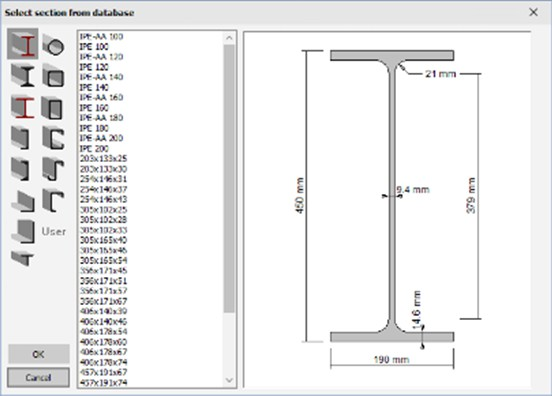 Select section from database
IPE-AA 100
IPE 100
IPE-AA 120
IPE 120
IPE-AA 140
IPE 140
IPE-AA 160
IPE 160
IPE-AA 180
IPE 180
IPE-AA 200
IPE 200
203x133x25
203x133x30
254x146x31
254x146x37
254x146x43
305x102x25
305x102x28
305x102x33
305x165x40
305x165x46
305x165x54
356x171x45
356x171x51
356x171x57
356x171x67
406x140x39
406x140x46
406x178x54
406x178x60
406x178x67
406x178x74
457x191x67
457x191x74
User
OK
Cancel
21 mm
450 mm
9.4 mm
379 mm
14.6 mm
190 mm